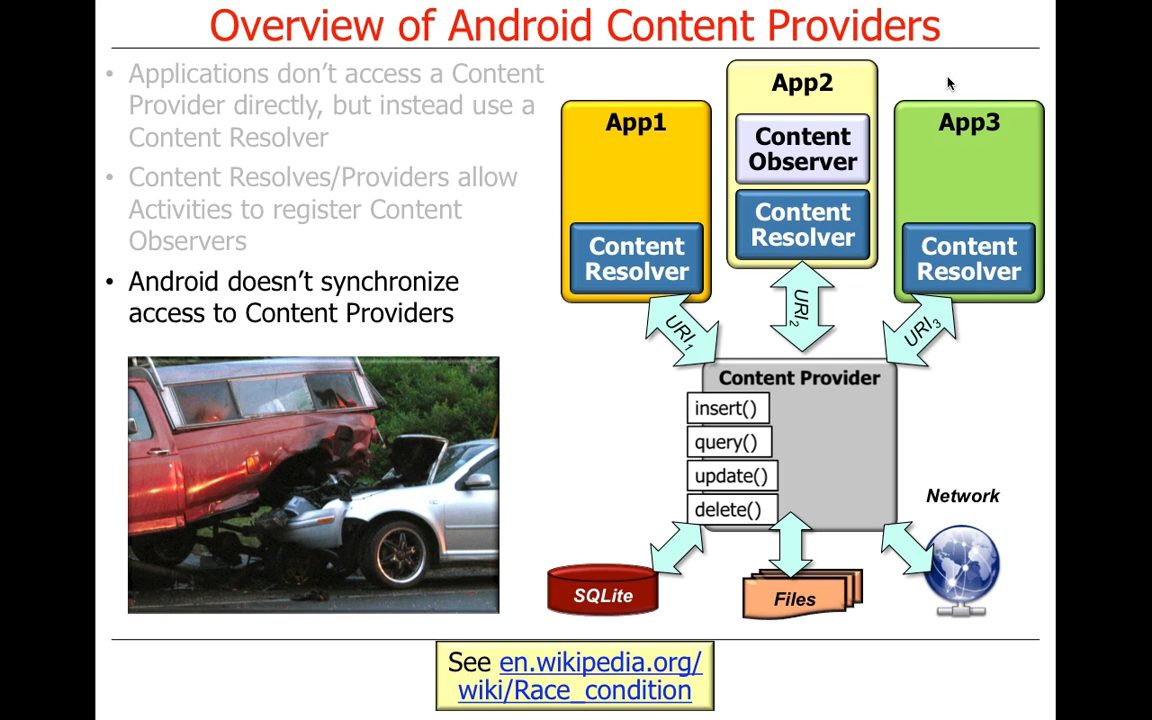 Overview of Android Content Providers
• Applications don't access a Content
Provider directly, but instead use a
Content Resolver
• Content Resolves/Providers allow
Activities to register Content
Observers
• Android doesn't synchronize
access to Content Providers
App1
Content
Resolver
App2
Content
Observer
Content
Resolver
App3
Content
Resolver
URI1
URI2
URI3
Content Provider
insert()
query()
update()
delete()
SQLite
Files
Network
See en.wikipedia.org/
wiki/Race_condition